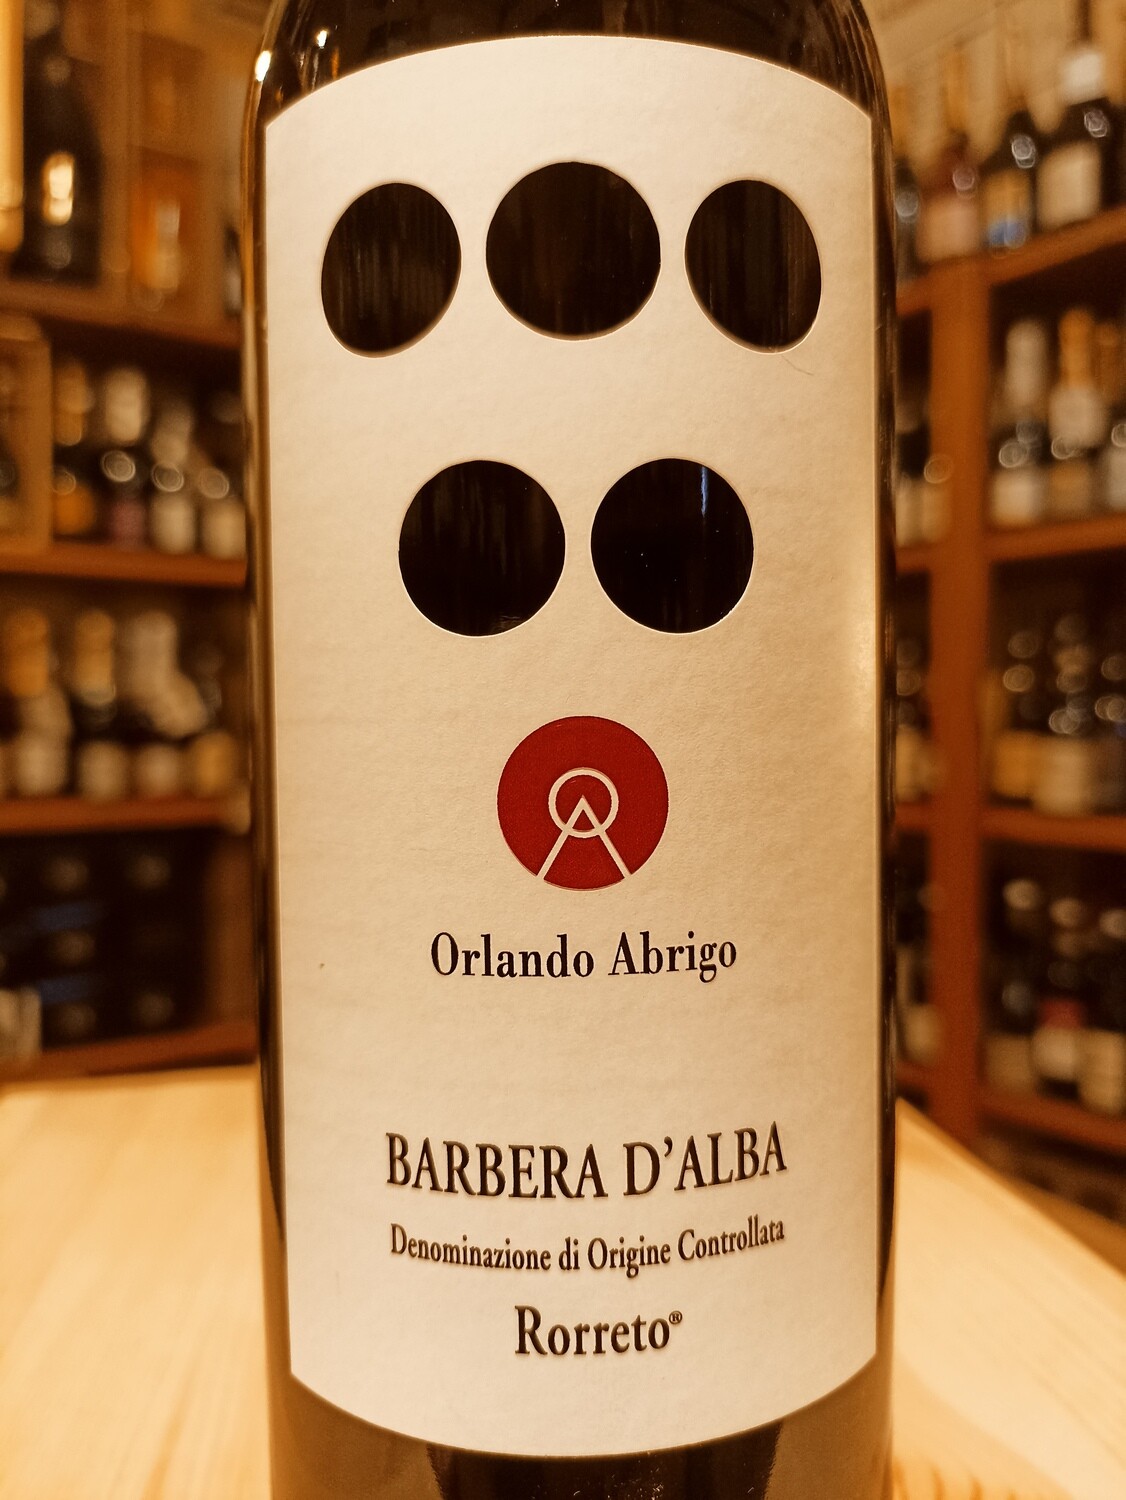 Orlando Abrigo
BARBERA D'ALBA
Denominazione di Origine Controllata
Rorreto®